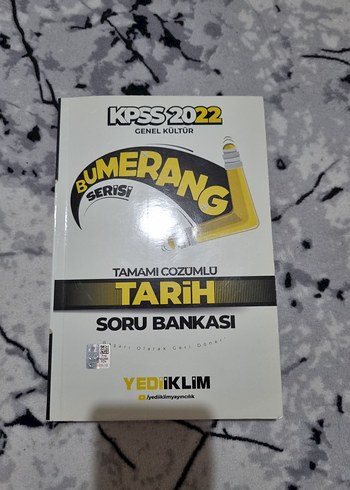 KPSS 2022
GENEL KÜLTÜR
BUMERANG
SERİSİ
TAMAMI ÇÖZÜMLÜ
TARİH
SORU BANKASI
YEDİİKLİM
/yediiklimyayincilik